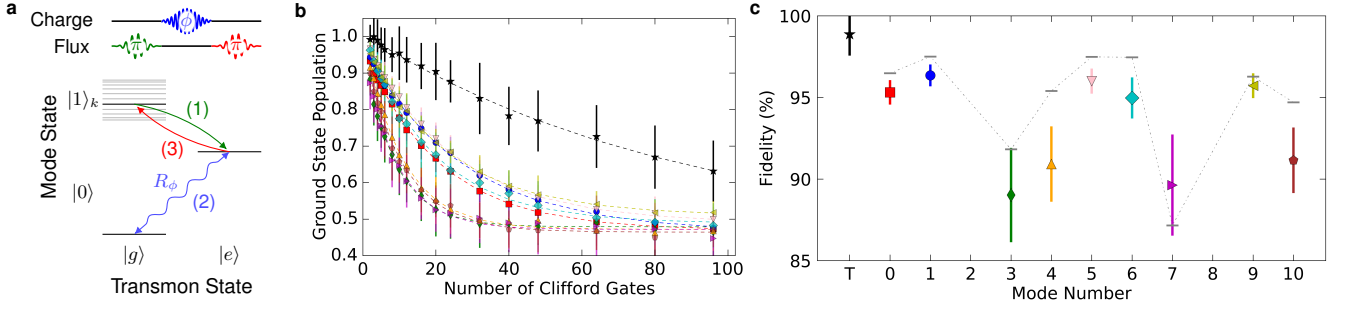 a
Charge
ϕ
Flux
π
π
Mode State
|1⟩k
(1)
(3)
|0⟩
Rϕ
(2)
|g⟩
|e⟩
Transmon State
b
Ground State Population
1.0
0.9
0.8
0.7
0.6
0.5
0.4
0
20
40
60
80
100
Number of Clifford Gates
c
Fidelity (%)
100
95
90
85
T
0
1
2
3
4
5
6
7
8
9
10
Mode Number